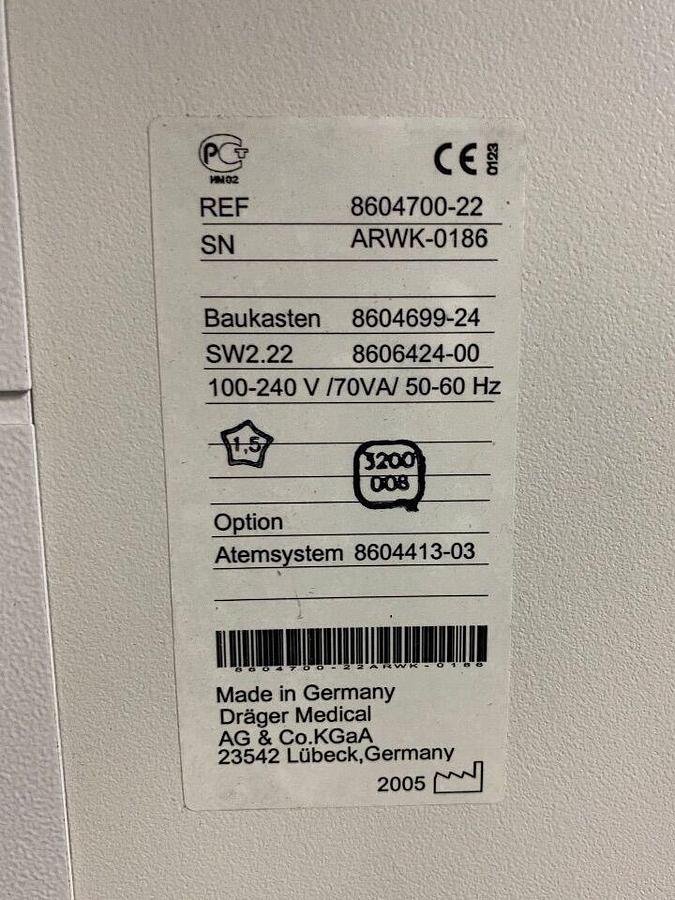 РСТ
ИМ02
CE 0123
REF 8604700-22
SN ARWK-0186
Baukasten 8604699-24
SW2.22 8606424-00
100-240 V /70VA/ 50-60 Hz
1,5
3200
008
Option
Atemsystem 8604413-03
8604700-22ARWK-0186
Made in Germany
Dräger Medical
AG & Co.KGaA
23542 Lübeck,Germany
2005